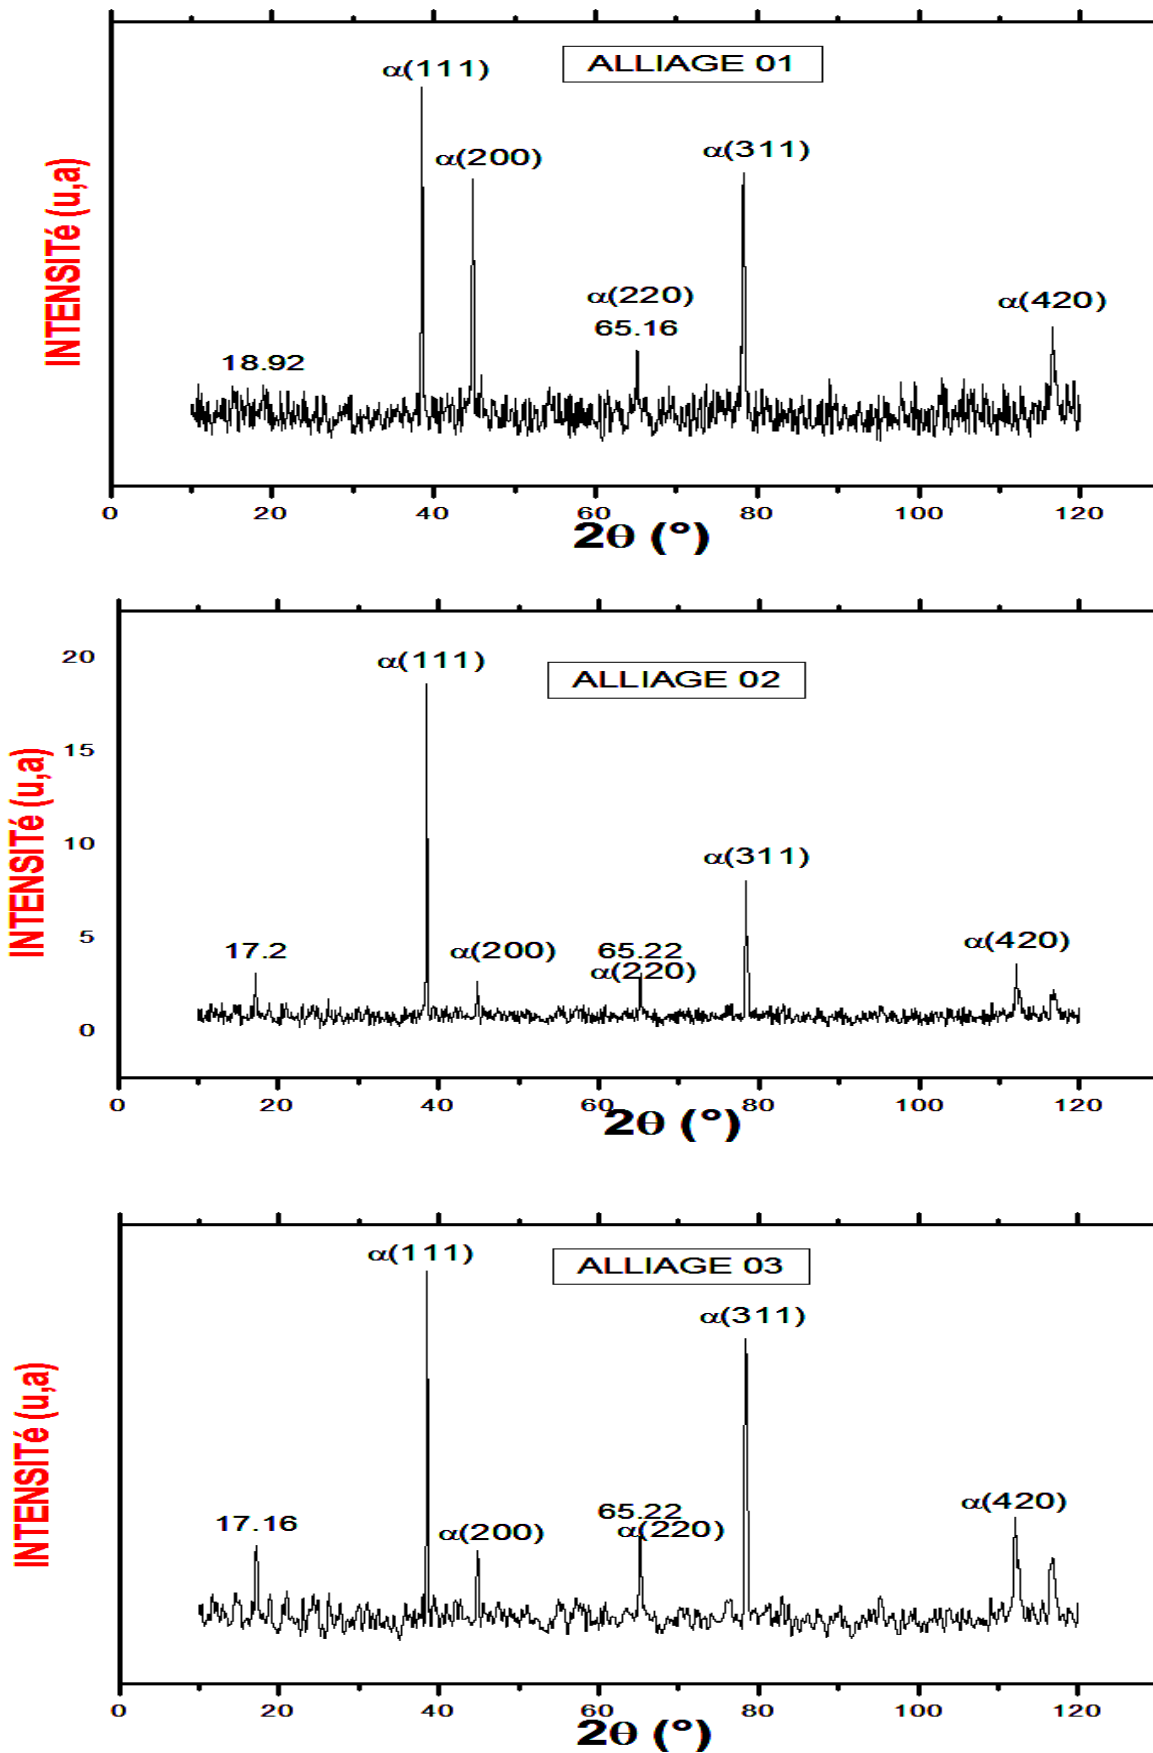 ALLIAGE 01
α(111)
α(200)
α(311)
α(220)
65.16
α(420)
18.92
INTENSITé (u,a)
0 20 40 60 80 100 120
2θ (°)
α(111)
ALLIAGE 02
20
15
10
5
0
α(311)
17.2
α(200)
65.22
α(220)
α(420)
INTENSITé (u,a)
0 20 40 60 80 100 120
2θ (°)
α(111)
ALLIAGE 03
α(311)
17.16
α(200)
65.22
α(220)
α(420)
INTENSITé (u,a)
0 20 40 60 80 100 120
2θ (°)